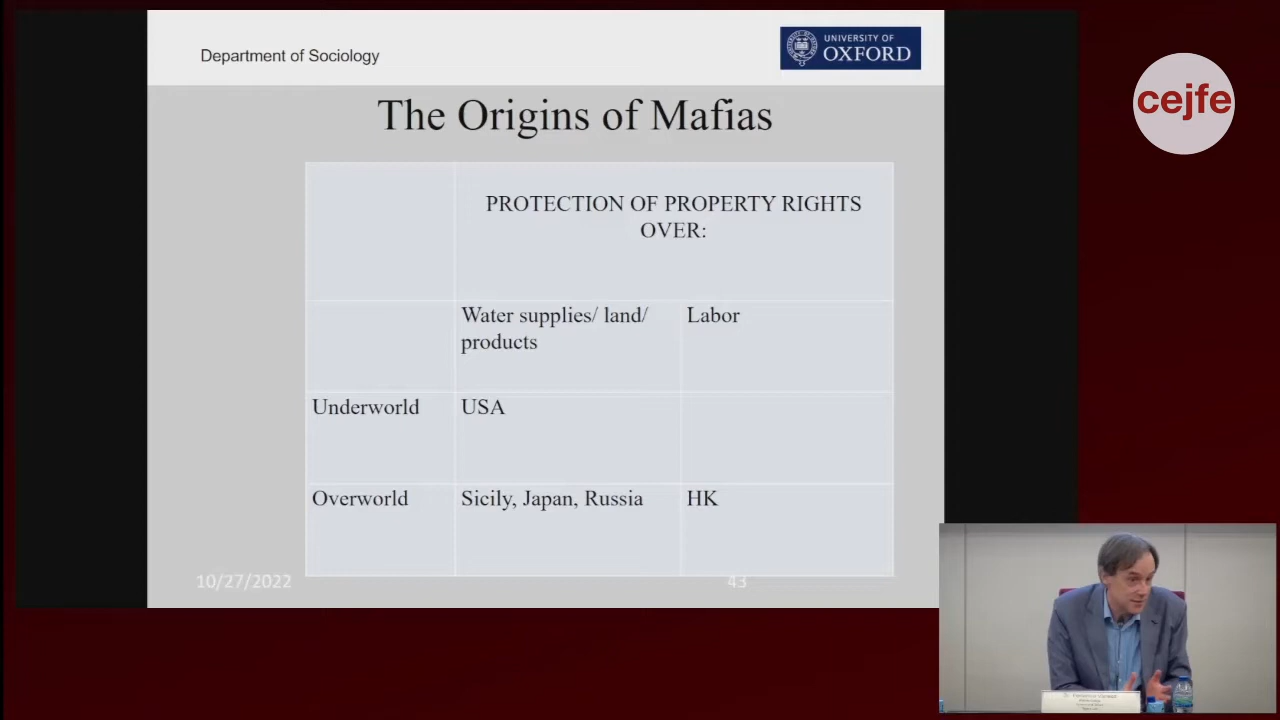 Department of Sociology
UNIVERSITY OF
OXFORD
cejfe
The Origins of Mafias
PROTECTION OF PROPERTY RIGHTS
OVER:
Water supplies/ land/
products
Labor
Underworld
USA
Overworld
Sicily, Japan, Russia
HK
10/27/2022
43